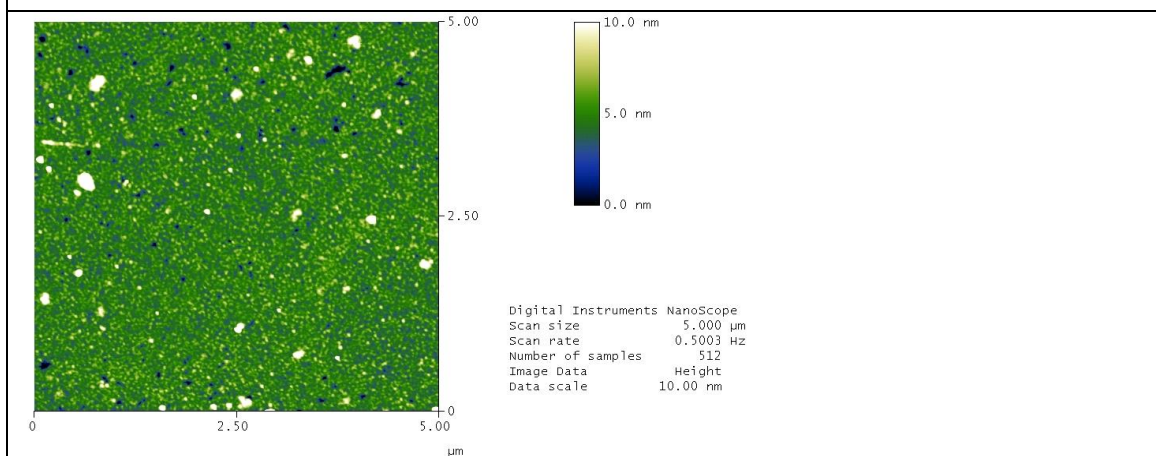 5.00
10.0 nm
5.0 nm
0.0 nm
2.50
Digital Instruments NanoScope
Scan size 5.000 µm
Scan rate 0.5003 Hz
Number of samples 512
Image Data Height
Data scale 10.00 nm
0
0 2.50 5.00
µm